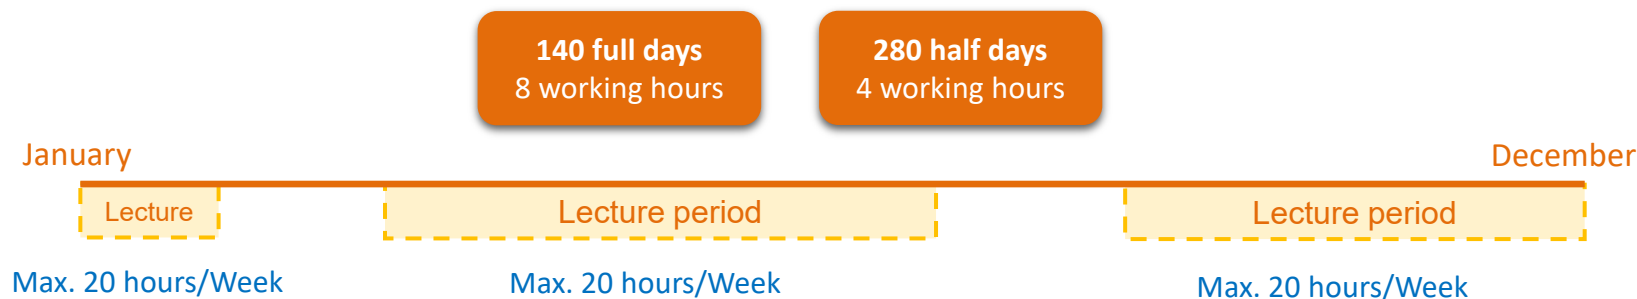 140 full days
8 working hours
280 half days
4 working hours
January
December
Lecture
Lecture period
Lecture period
Max. 20 hours/Week
Max. 20 hours/Week
Max. 20 hours/Week